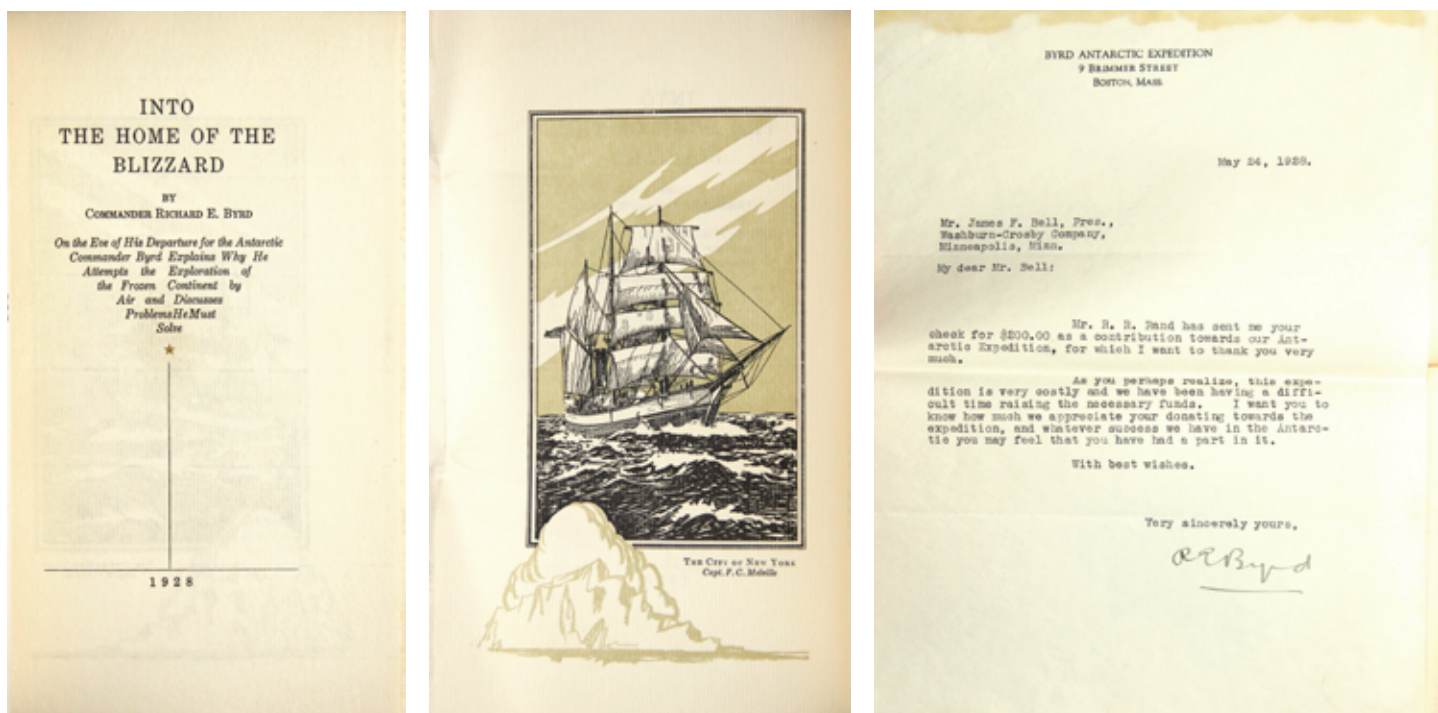 INTO
THE HOME OF THE
BLIZZARD
BY
COMMANDER RICHARD E. BYRD
On the Eve of His Departure for the Antarctic
Commander Byrd Explains Why He
Attempts the Exploration of
the Frozen Continent by
Air and Discusses
Problems He Must
Solve
1928
THE CITY OF NEW YORK
Capt. F. C. Melville
BYRD ANTARCTIC EXPEDITION
9 BRIMMER STREET
BOSTON, MASS.
May 24, 1928.
Mr. James F. Bell, Pres.,
Washburn-Crosby Company,
Minneapolis, Minn.
My dear Mr. Bell:
Mr. R. R. Rand has sent me your
check for $200.00 as a contribution towards our Ant-
arctic Expedition, for which I want to thank you very
much.
As you perhaps realize, this expe-
dition is very costly and we have been having a diffi-
cult time raising the necessary funds. I want you to
know how much we appreciate your donating towards the
expedition, and whatever success we have in the Antarc-
tic you may feel that you have had a part in it.
With best wishes.
Very sincerely yours,
R E Byrd